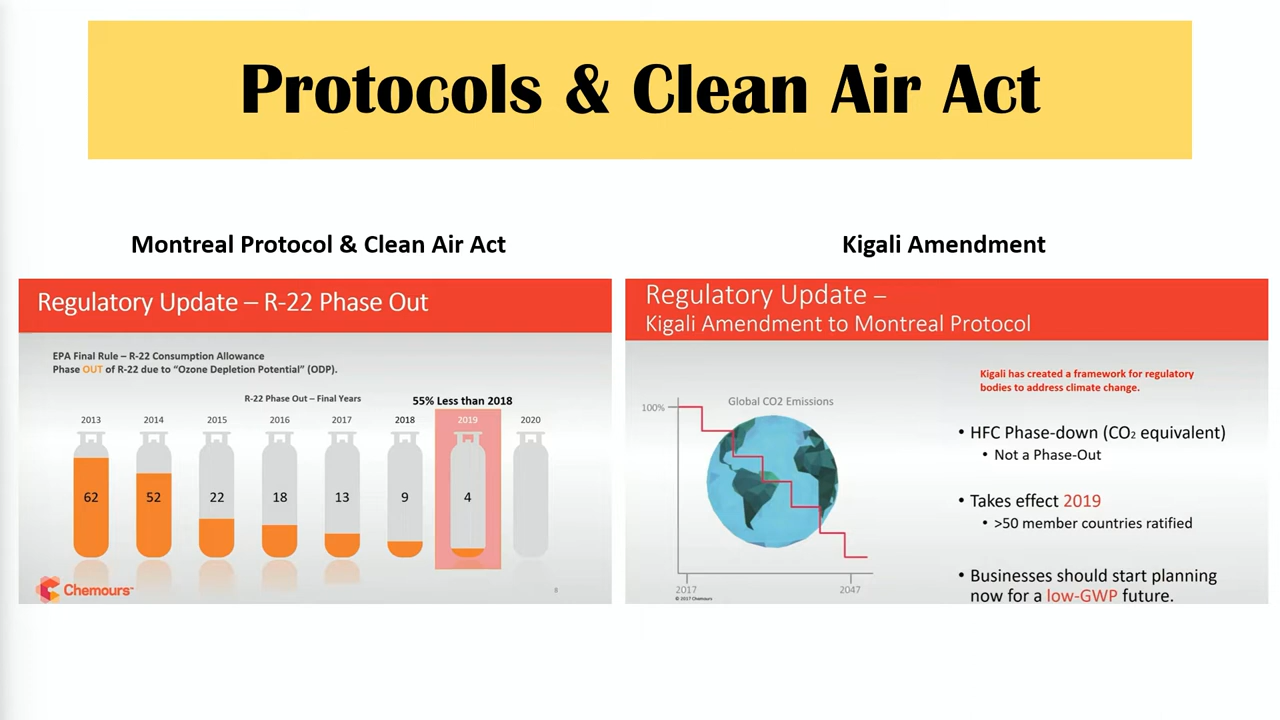 Protocols & Clean Air Act
Montreal Protocol & Clean Air Act
Regulatory Update – R-22 Phase Out
EPA Final Rule – R-22 Consumption Allowance
Phase OUT of R-22 due to “Ozone Depletion Potential” (ODP).
R-22 Phase Out – Final Years
55% Less than 2018
2013 2014 2015 2016 2017 2018 2019 2020
62 52 22 18 13 9 4
Chemours™
8
Kigali Amendment
Regulatory Update –
Kigali Amendment to Montreal Protocol
Kigali has created a framework for regulatory
bodies to address climate change.
Global CO2 Emissions
100%
2017 2047
© 2017 Chemours
• HFC Phase-down (CO₂ equivalent)
• Not a Phase-Out
• Takes effect 2019
• >50 member countries ratified
• Businesses should start planning
now for a low-GWP future.